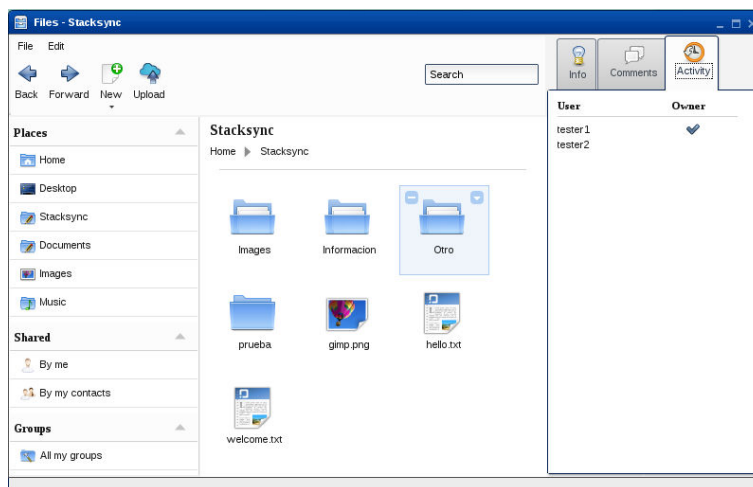 Files - Stacksync
File Edit
Back Forward New Upload
Search
Info Comments Activity
User Owner
tester1
tester2
Places
Home
Desktop
Stacksync
Documents
Images
Music
Shared
By me
By my contacts
Groups
All my groups
Stacksync
Home Stacksync
Images Informacion Otro
prueba gimp.png hello.txt
welcome.txt